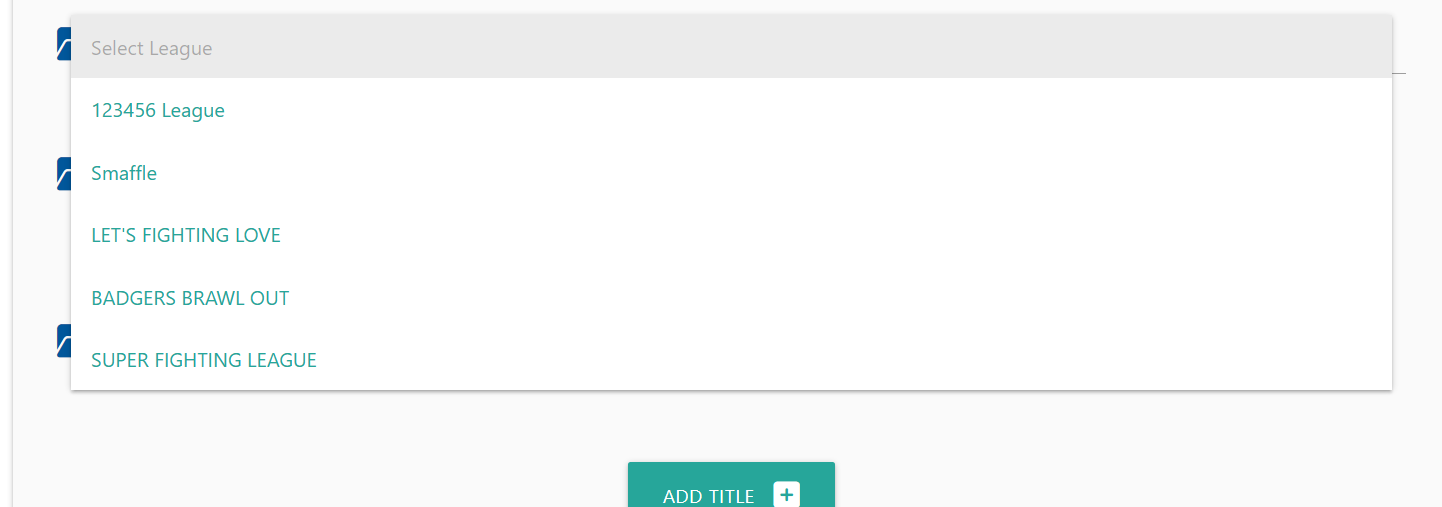 Select League
123456 League
Smaffle
LET'S FIGHTING LOVE
BADGERS BRAWL OUT
SUPER FIGHTING LEAGUE
ADD TITLE